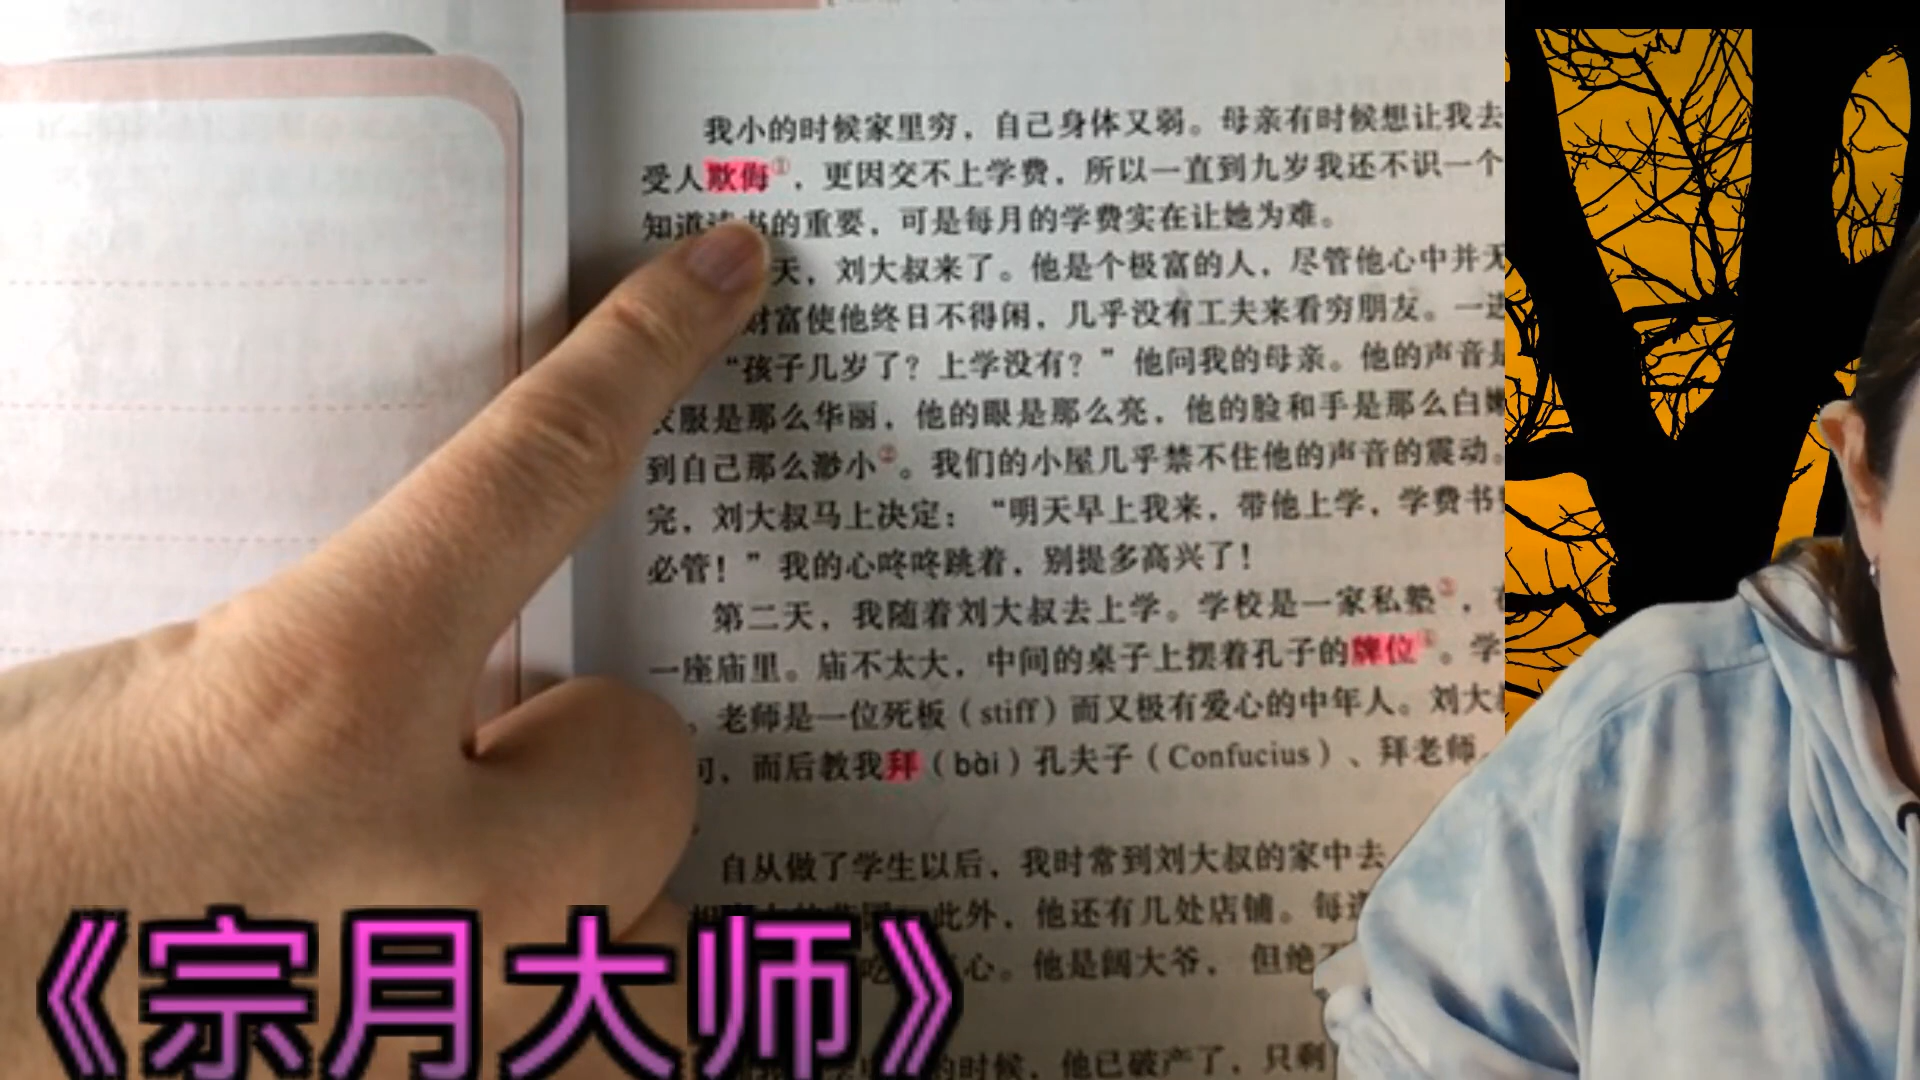 我小的时候家里穷，自己身体又弱。母亲有时候想让我去
受人欺侮①，更因交不上学费，所以一直到九岁我还不识一个
知道读书的重要，可是每月的学费实在让她为难。
天，刘大叔来了。他是个极富的人，尽管他心中并无
财富使他终日不得闲，几乎没有工夫来看穷朋友。一进
“孩子几岁了？上学没有？”他问我的母亲。他的声音是
衣服是那么华丽，他的眼是那么亮，他的脸和手是那么白嫩
到自己那么渺小②。我们的小屋几乎禁不住他的声音的震动。
完，刘大叔马上决定：“明天早上我来，带他上学，学费书
必管！”我的心咚咚跳着，别提多高兴了！
第二天，我随着刘大叔去上学。学校是一家私塾③，
一座庙里。庙不太大，中间的桌子上摆着孔子的牌位④。学
。老师是一位死板（stiff）而又极有爱心的中年人。刘大叔
句，而后教我拜（bài）孔夫子（Confucius）、拜老师。
自从做了学生以后，我时常到刘大叔的家中去
此外，他还有几处店铺。每
吃 心。他是阔大爷，但绝不
的时候，他已破产了，只剩
《宗月大师》